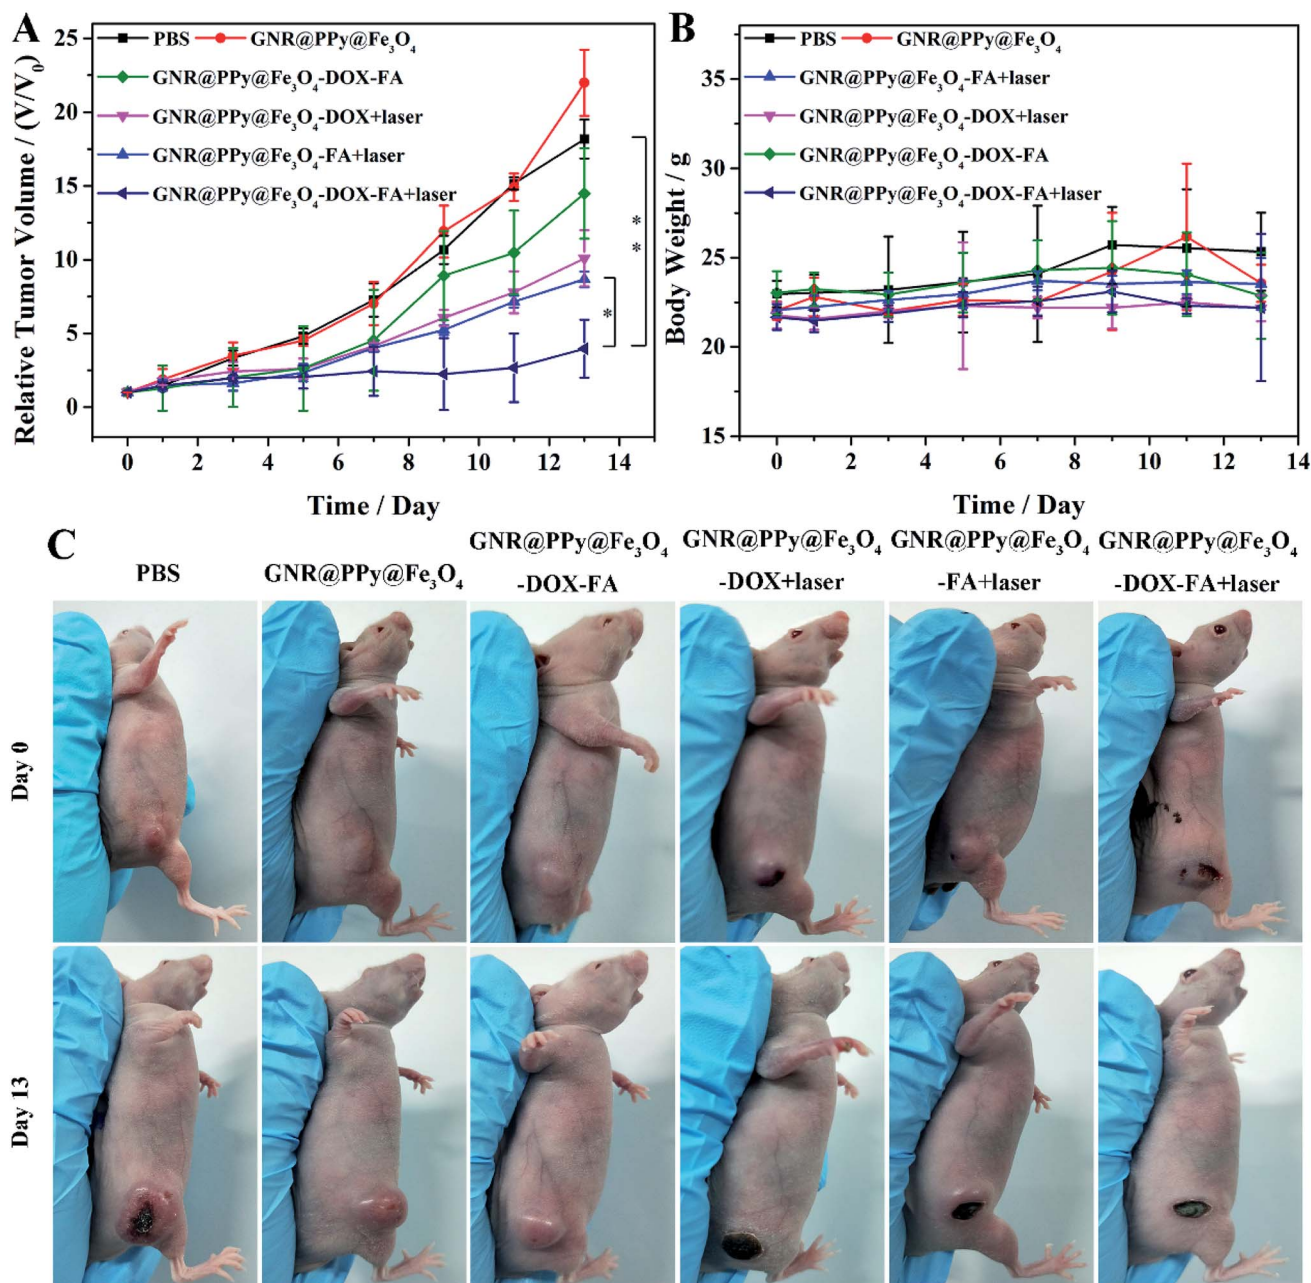 A
PBS GNR@PPy@Fe₃O₄
GNR@PPy@Fe₃O₄-DOX-FA
GNR@PPy@Fe₃O₄-DOX+laser
GNR@PPy@Fe₃O₄-FA+laser
GNR@PPy@Fe₃O₄-DOX-FA+laser
Relative Tumor Volume / (V/V₀)
25
20
15
10
5
0
* *
*
0 2 4 6 8 10 12 14
Time / Day
B
PBS GNR@PPy@Fe₃O₄
GNR@PPy@Fe₃O₄-FA+laser
GNR@PPy@Fe₃O₄-DOX+laser
GNR@PPy@Fe₃O₄-DOX-FA
GNR@PPy@Fe₃O₄-DOX-FA+laser
Body Weight / g
35
30
25
20
15
0 2 4 6 8 10 12 14
Time / Day
C
PBS
GNR@PPy@Fe₃O₄
GNR@PPy@Fe₃O₄
-DOX-FA
GNR@PPy@Fe₃O₄
-DOX+laser
GNR@PPy@Fe₃O₄
-FA+laser
GNR@PPy@Fe₃O₄
-DOX-FA+laser
Day 0
Day 13